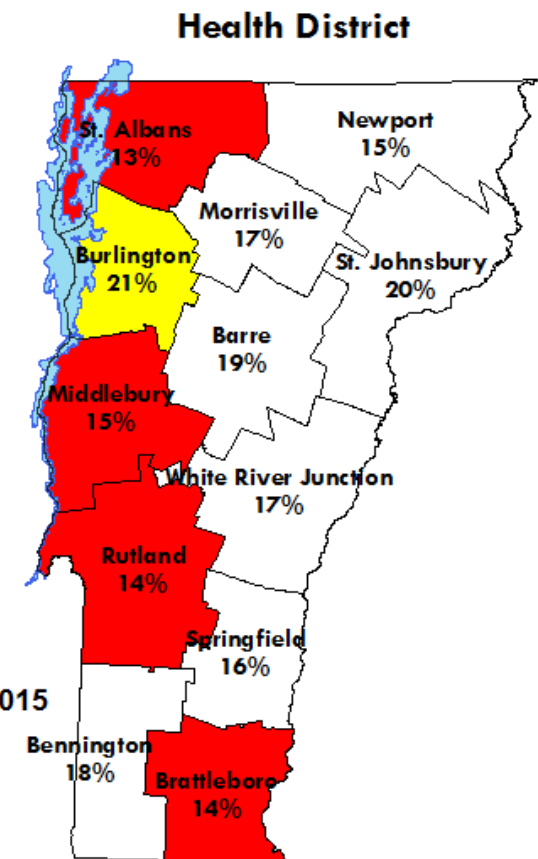 Health District
St. Albans
13%
Newport
15%
Morrisville
17%
Burlington
21%
St. Johnsbury
20%
Barre
19%
Middlebury
15%
White River Junction
17%
Rutland
14%
Springfield
16%
015
Bennington
18%
Brattleboro
14%